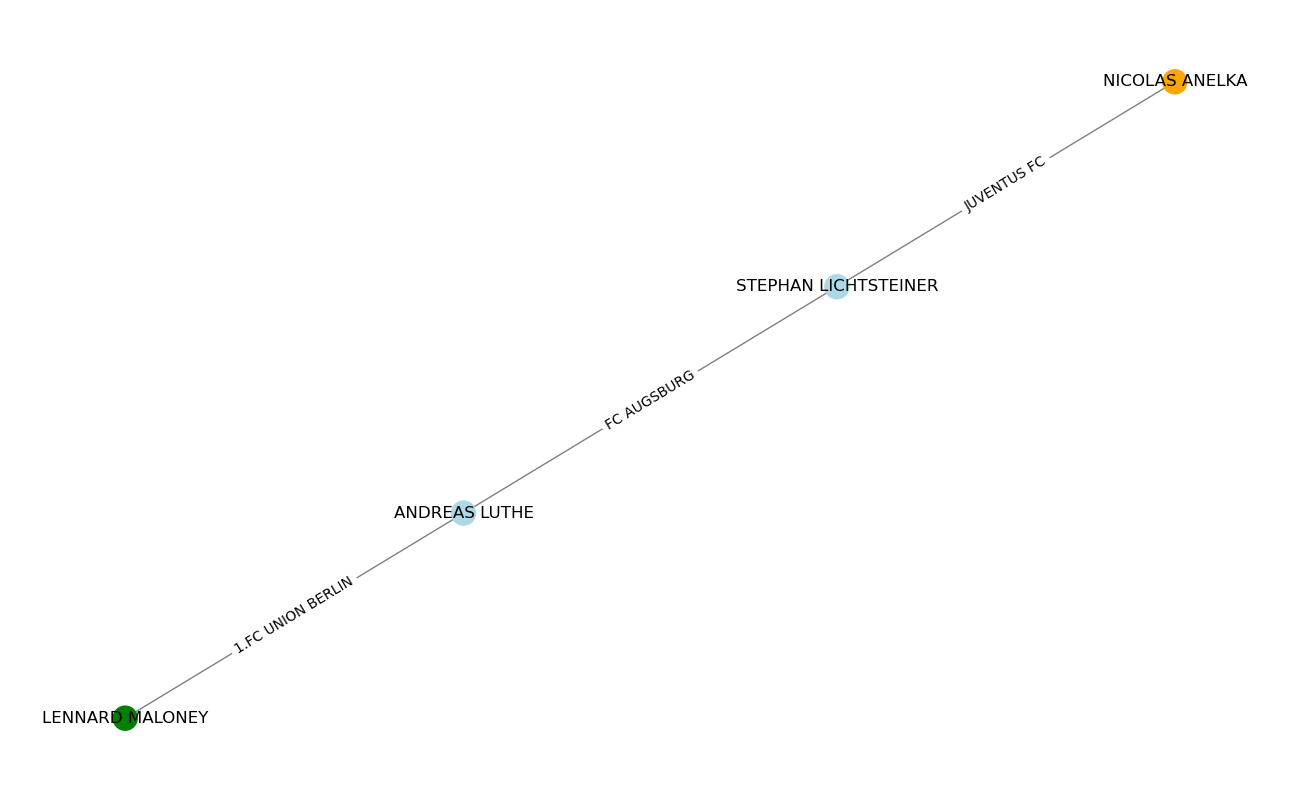 NICOLAS ANELKA
JUVENTUS FC
STEPHAN LICHTSTEINER
FC AUGSBURG
ANDREAS LUTHE
1.FC UNION BERLIN
LENNARD MALONEY